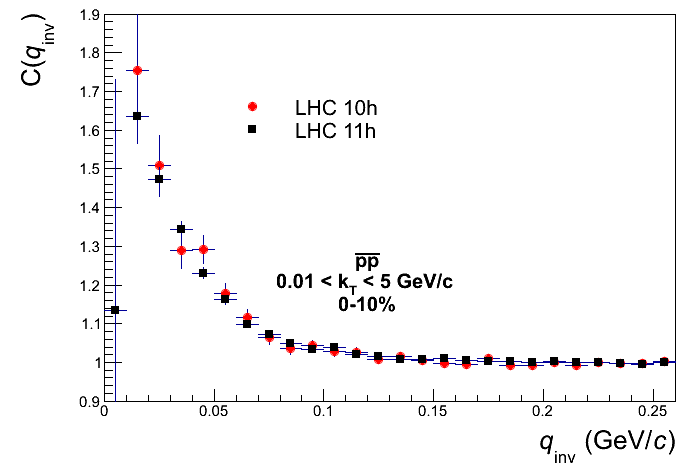 C(q_inv)
1.9
1.8
1.7
1.6
1.5
1.4
1.3
1.2
1.1
1
0.9
LHC 10h
LHC 11h
p̅p̅
0.01 < k_T < 5 GeV/c
0-10%
0 0.05 0.1 0.15 0.2 0.25
q_inv (GeV/c)